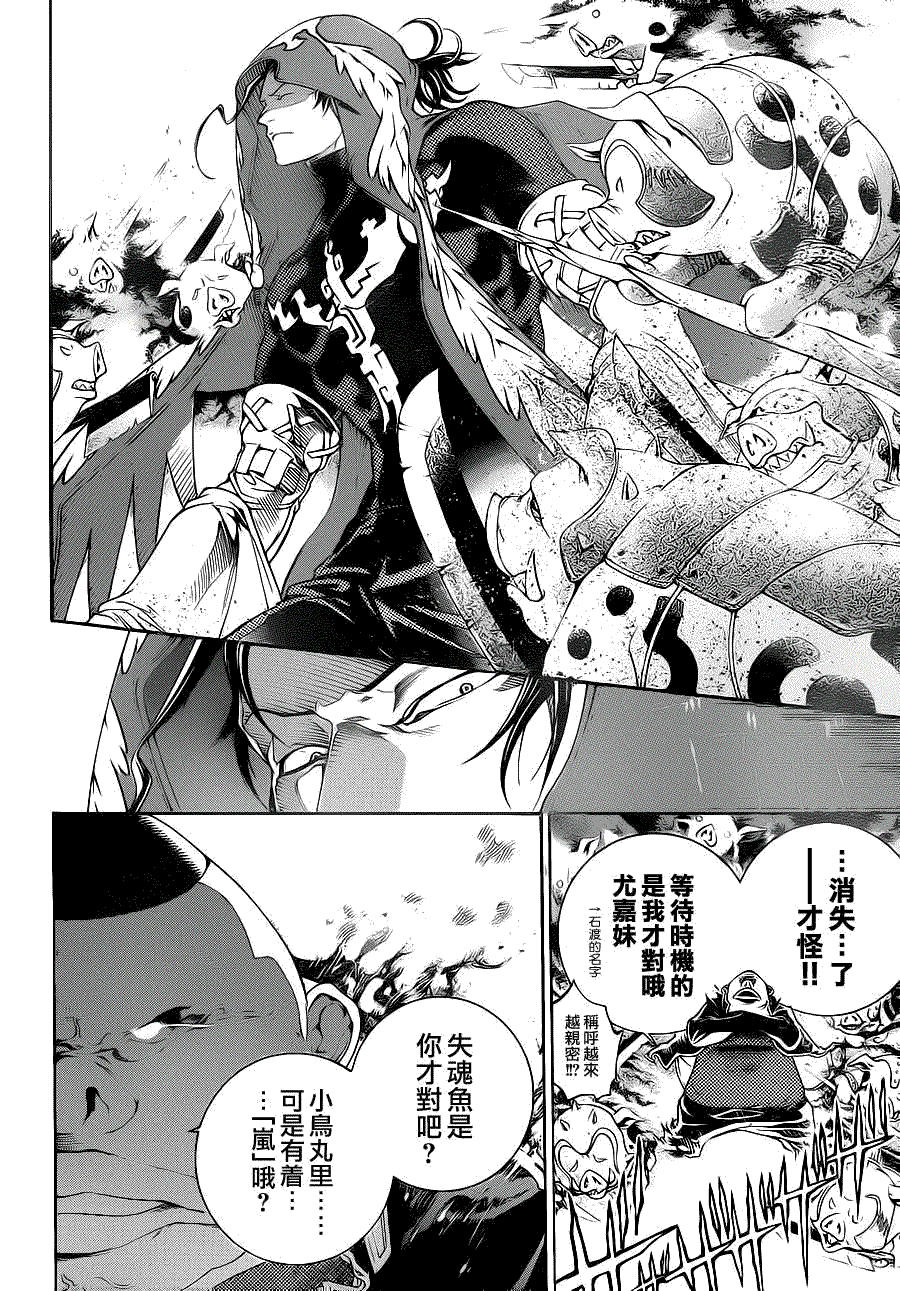 …消失…了
——才怪!!
等待時機的
是我才對哦
尤嘉妹
→石渡的名字
稱呼越來
越親密!!?
失魂魚是
你才對吧？
小鳥丸里……
可是有着…
…「嵐」哦？